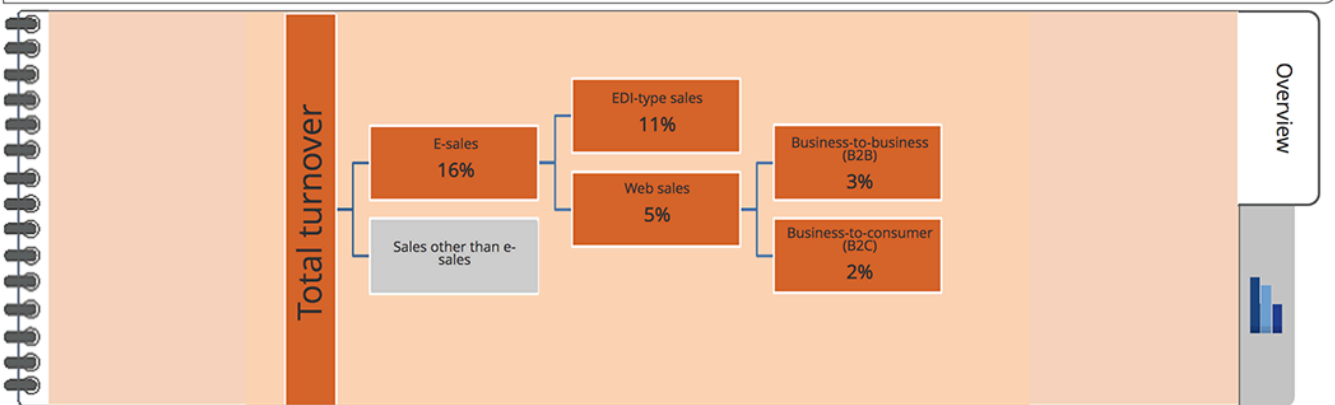 Total turnover
E-sales
16%
Sales other than e-
sales
EDI-type sales
11%
Web sales
5%
Business-to-business
(B2B)
3%
Business-to-consumer
(B2C)
2%
Overview